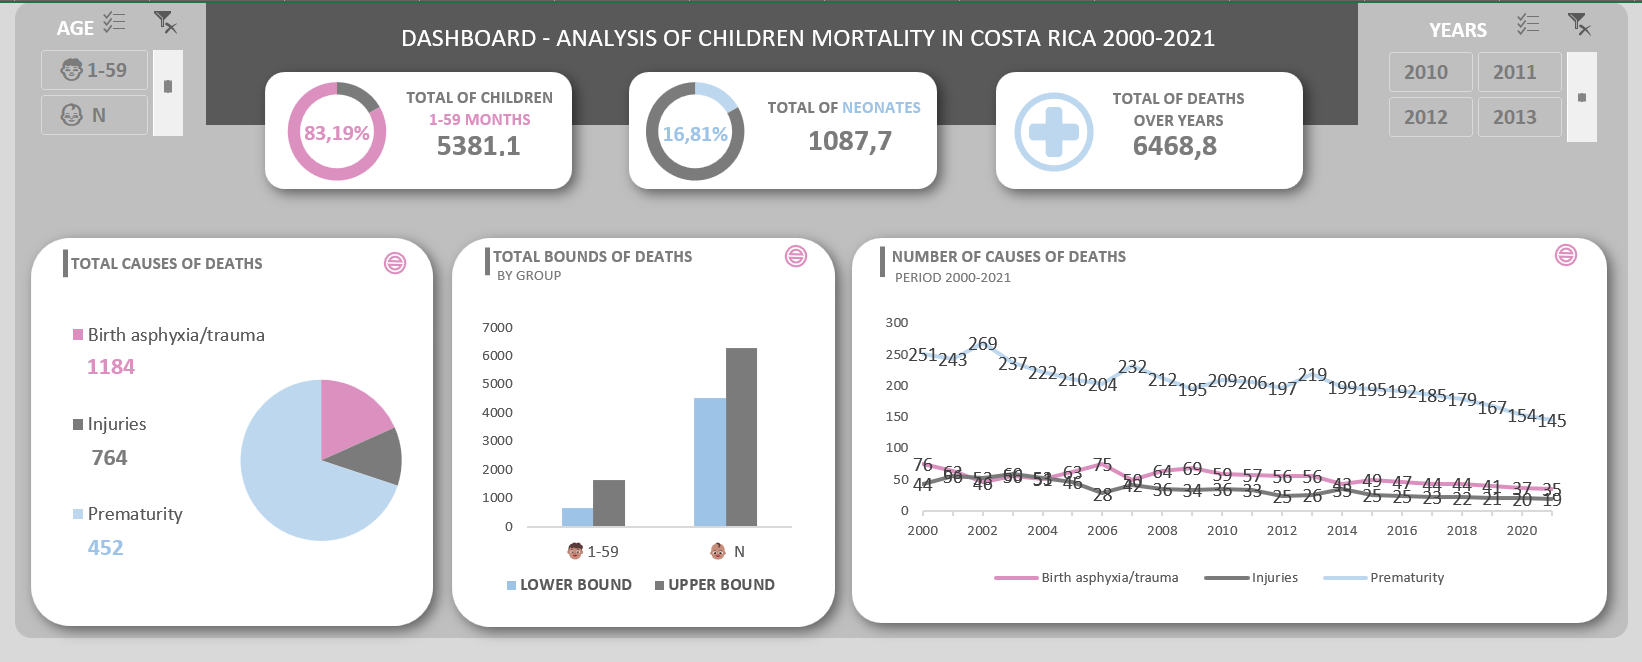 AGE
1-59
N
DASHBOARD - ANALYSIS OF CHILDREN MORTALITY IN COSTA RICA 2000-2021
YEARS
2010 2011
2012 2013
83,19%
TOTAL OF CHILDREN
1-59 MONTHS
5381,1
16,81%
TOTAL OF NEONATES
1087,7
TOTAL OF DEATHS
OVER YEARS
6468,8
TOTAL CAUSES OF DEATHS
Birth asphyxia/trauma
1184
Injuries
764
Prematurity
452
TOTAL BOUNDS OF DEATHS
BY GROUP
7000
6000
5000
4000
3000
2000
1000
0
1-59 N
LOWER BOUND UPPER BOUND
NUMBER OF CAUSES OF DEATHS
PERIOD 2000-2021
300
250
200
150
100
50
0
251 243 269 237 222 210 204 232 212 195 209 206 197 219 199 195 192 185 179 167 154 145
76 63 46 63 75 50 64 69 59 57 56 56 43 49 47 44 44 41 37 35
44 56 52 46 28 42 36 34 36 33 25 26 35 25 25 23 22 21 20 19
2000 2002 2004 2006 2008 2010 2012 2014 2016 2018 2020
Birth asphyxia/trauma Injuries Prematurity